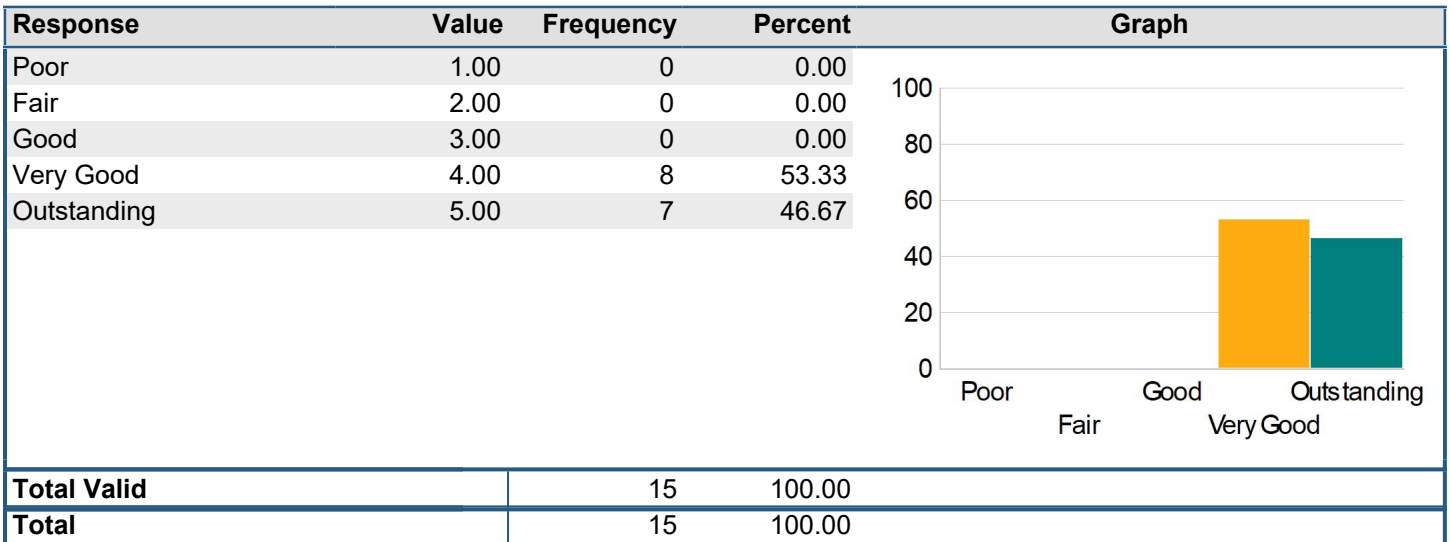 Response Value Frequency Percent Graph
Poor 1.00 0 0.00
Fair 2.00 0 0.00
Good 3.00 0 0.00
Very Good 4.00 8 53.33
Outstanding 5.00 7 46.67
100
80
60
40
20
0
Poor Good Outstanding
Fair Very Good
Total Valid 15 100.00
Total 15 100.00